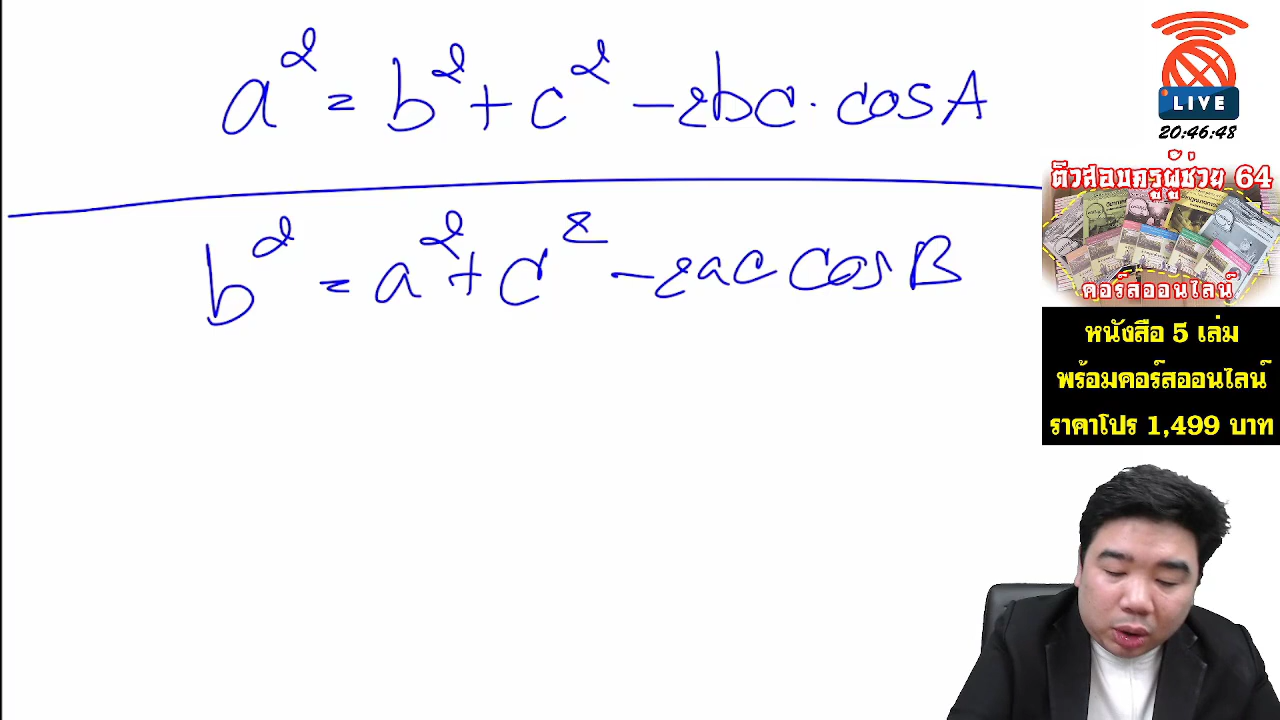 a² = b² + c² - 2bc · cos A
b² = a² + c² - 2ac cos B
LIVE
20:46:48
ติวสอบครูผู้ช่วย 64
คอร์สออนไลน์
หนังสือ 5 เล่ม
พร้อมคอร์สออนไลน์
ราคาโปร 1,499 บาท